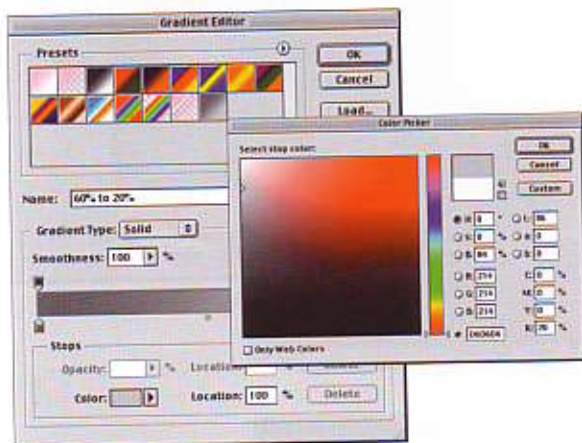 Gradient Editor
Presets
OK
Cancel
Load...
Name: 60% to 20%
Gradient Type: Solid
Smoothness: 100 %
Stops
Opacity: % Location:
Color: Location: 100 % Delete
Color Picker
Select stop color:
OK
Cancel
Custom
H: 0 ° L: 86
S: 0 % a: 0
B: 84 % b: 0
R: 214 C: 0 %
G: 214 M: 0 %
B: 214 Y: 0 %
# D6D6D6 K: 20 %
Only Web Colors